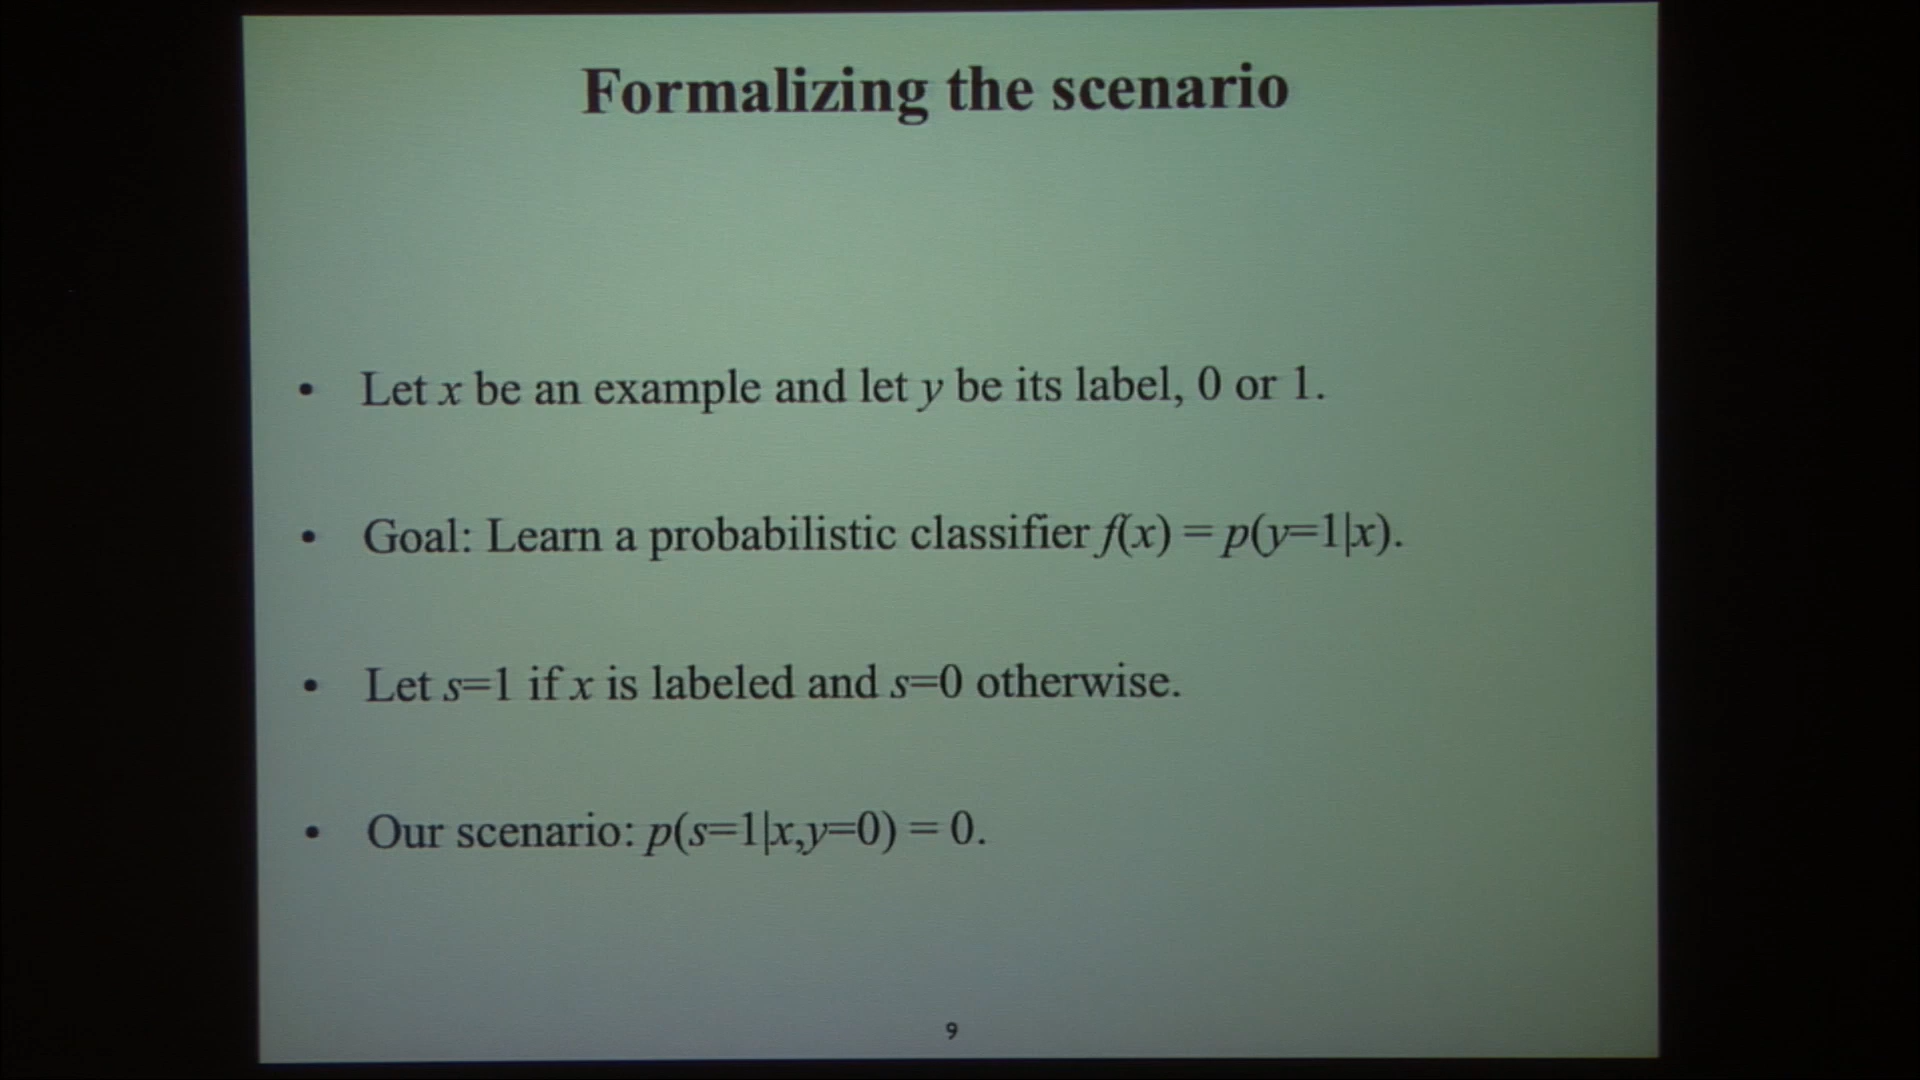 Formalizing the scenario
• Let x be an example and let y be its label, 0 or 1.
• Goal: Learn a probabilistic classifier f(x) = p(y=1|x).
• Let s=1 if x is labeled and s=0 otherwise.
• Our scenario: p(s=1|x,y=0) = 0.
9